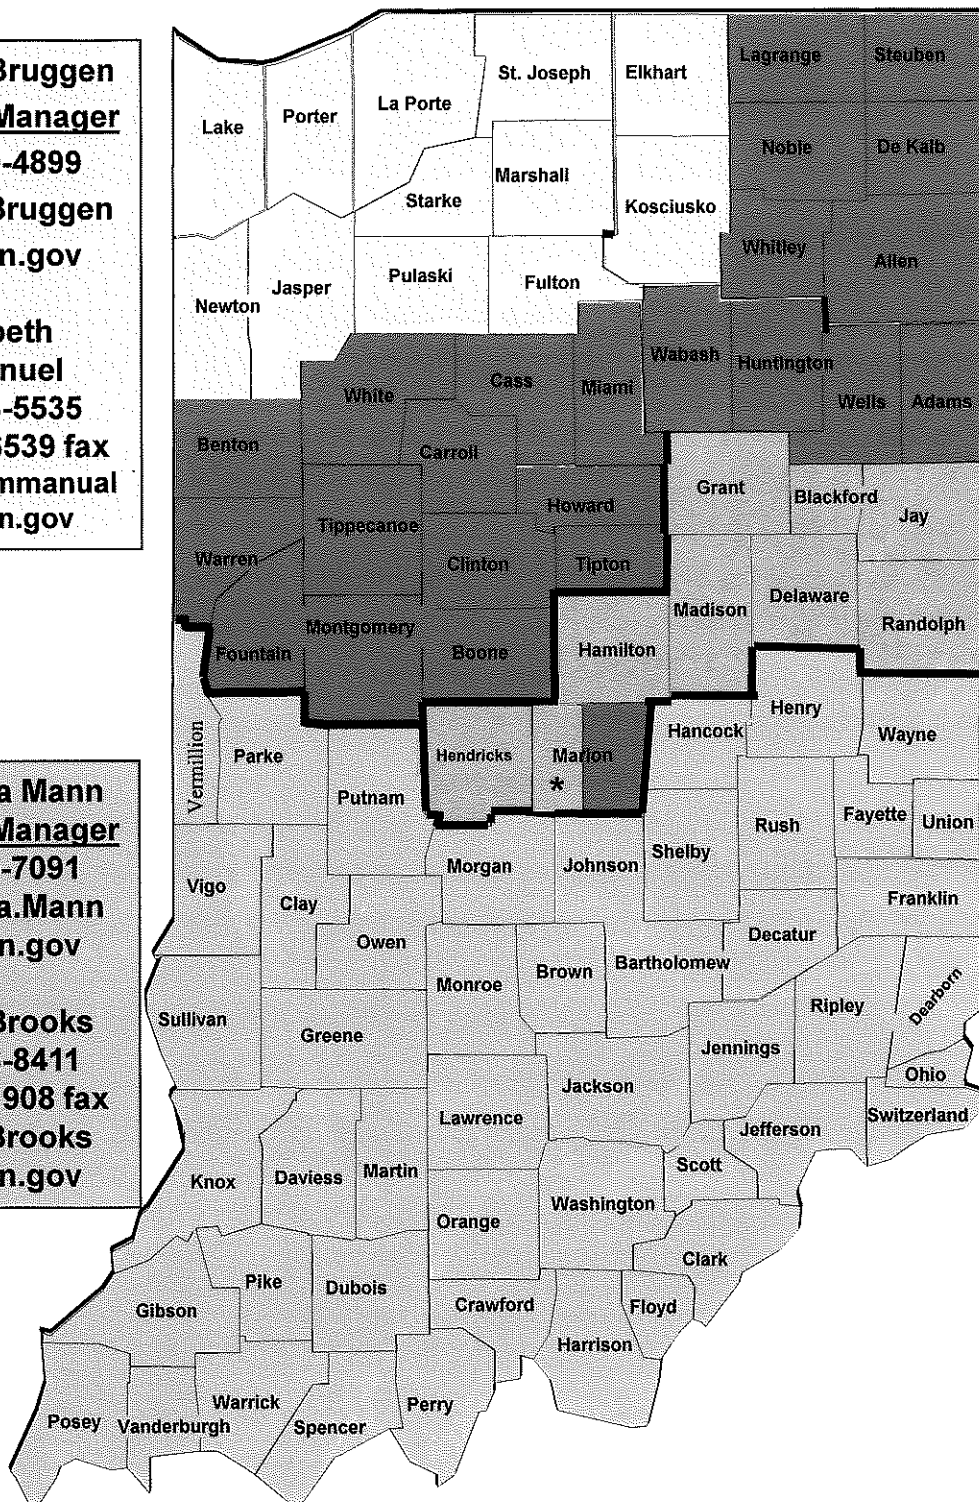 Bruggen
Manager
-4899
Bruggen
n.gov
beth
nuel
-5535
6539 fax
mmanual
n.gov
a Mann
Manager
-7091
a.Mann
n.gov
Brooks
-8411
908 fax
Brooks
n.gov
Lagrange Steuben
St. Joseph Elkhart
La Porte
Porter
Lake
Noble De Kalb
Marshall
Starke
Kosciusko
Whitley
Allen
Pulaski
Fulton
Jasper
Newton
Wabash
Huntington
Cass
Miami
White
Wells Adams
Benton
Carroll
Grant
Blackford
Jay
Howard
Tippecanoe
Warren
Clinton
Tipton
Delaware
Madison
Randolph
Montgomery
Hamilton
Boone
Fountain
Henry
Hancock
Wayne
Vermillion
Parke
Hendricks
Marion
*
Putnam
Fayette
Union
Rush
Shelby
Morgan
Johnson
Vigo
Clay
Franklin
Decatur
Owen
Bartholomew
Brown
Monroe
Dearborn
Ripley
Sullivan
Greene
Jennings
Ohio
Jackson
Lawrence
Switzerland
Jefferson
Scott
Martin
Daviess
Knox
Washington
Orange
Clark
Pike
Dubois
Crawford
Floyd
Gibson
Harrison
Warrick
Perry
Posey
Vanderburgh
Spencer